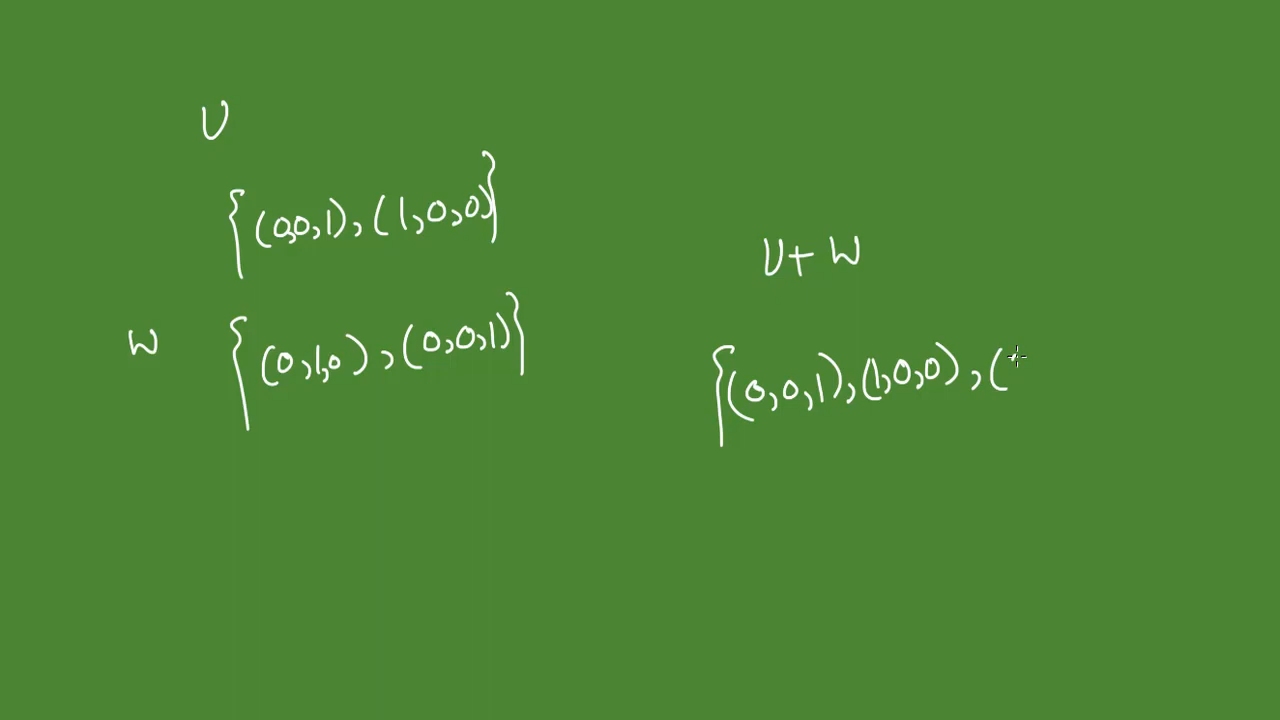 U
{(0,0,1),(1,0,0)}
W {(0,1,0),(0,0,1)}
U+W
{(0,0,1),(1,0,0),(